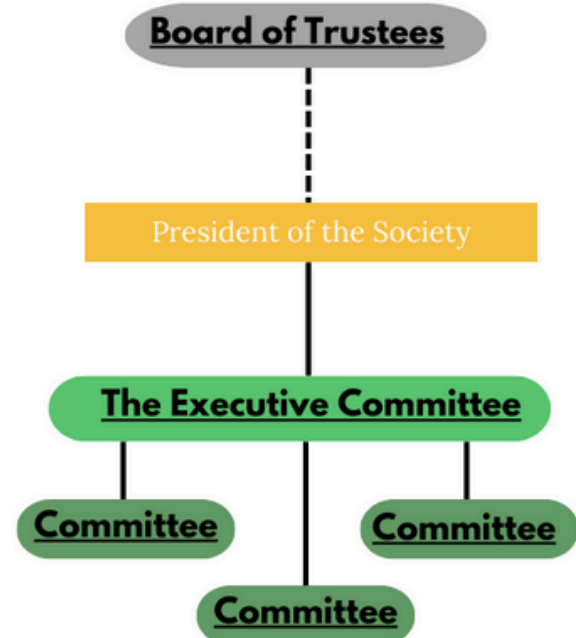 Board of Trustees
President of the Society
The Executive Committee
Committee
Committee
Committee